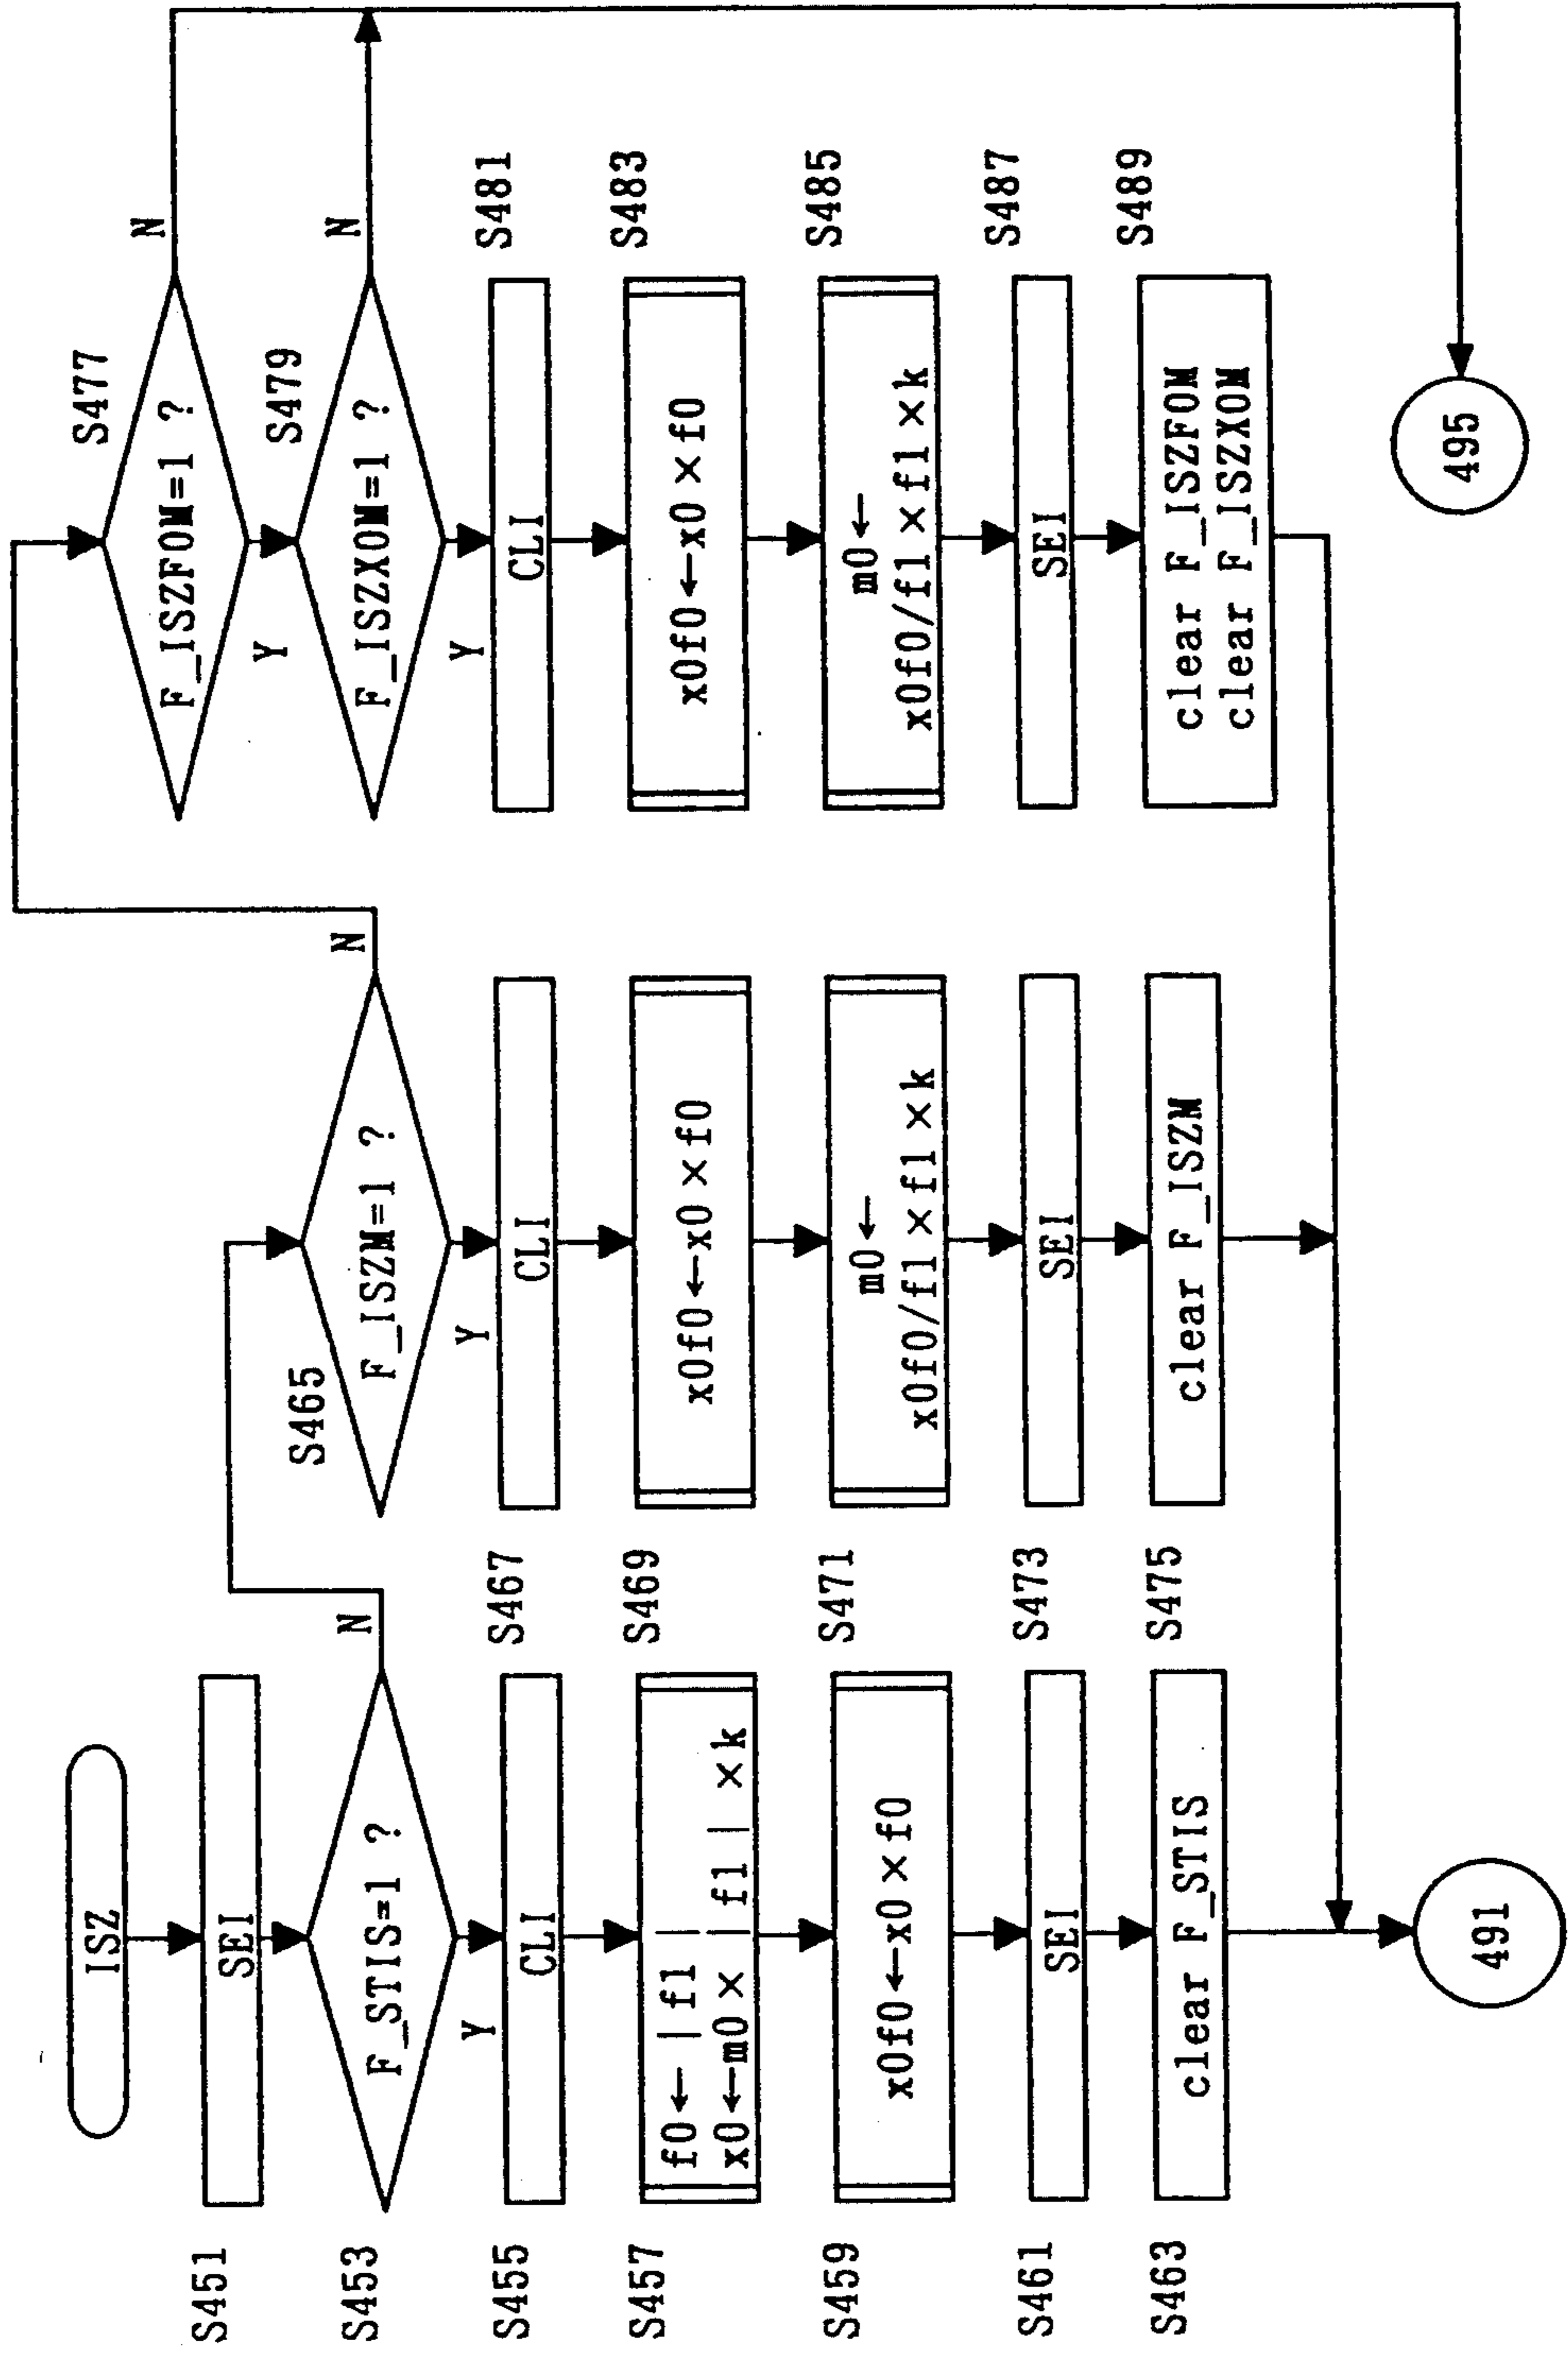 ISZ
S451
SEI
S453
F_STIS=1 ?
N
Y
S455
CLI
S457
f0←|f1|
x0←m0×|f1|×k
S459
x0f0←x0×f0
S461
SEI
S463
clear F_STIS
491
S465
F_ISZM=1 ?
N
Y
S467
CLI
S469
x0f0←x0×f0
S471
m0←
x0f0/f1×f1×k
S473
SEI
S475
clear F_ISZM
S477
F_ISZF0M=1 ?
N
Y
S479
F_ISZX0M=1 ?
N
Y
S481
CLI
S483
x0f0←x0×f0
S485
m0←
x0f0/f1×f1×k
S487
SEI
S489
clear F_ISZF0M
clear F_ISZX0M
495